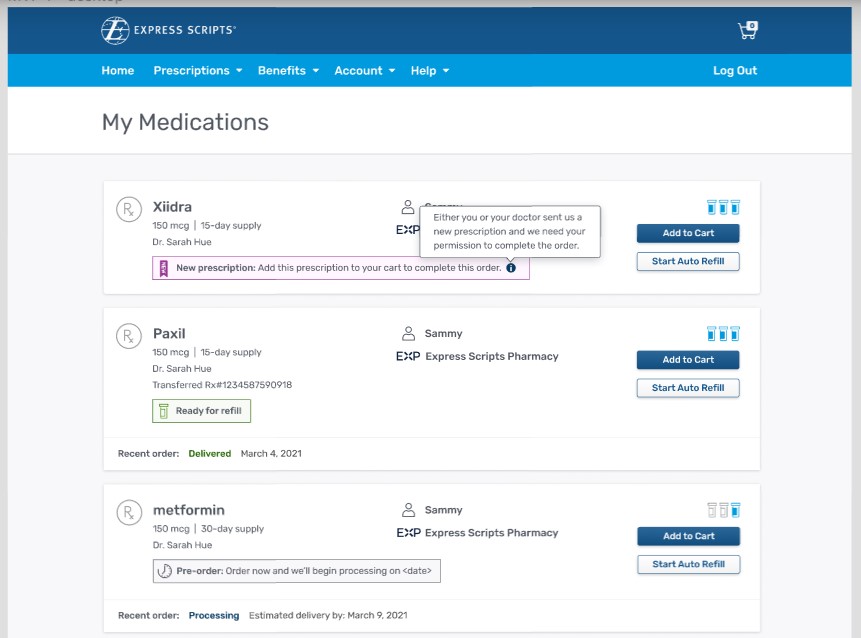 EXPRESS SCRIPTS®
0
Home Prescriptions Benefits Account Help Log Out
My Medications
Rx
Xiidra
150 mcg | 15-day supply
Dr. Sarah Hue
New prescription: Add this prescription to your cart to complete this order.
Sammy
EXP
Either you or your doctor sent us a
new prescription and we need your
permission to complete the order.
Add to Cart
Start Auto Refill
Rx
Paxil
150 mcg | 15-day supply
Dr. Sarah Hue
Transferred Rx#1234587590918
Ready for refill
Sammy
EXP Express Scripts Pharmacy
Add to Cart
Start Auto Refill
Recent order: Delivered March 4, 2021
Rx
metformin
150 mcg | 30-day supply
Dr. Sarah Hue
Pre-order: Order now and we'll begin processing on <date>
Sammy
EXP Express Scripts Pharmacy
Add to Cart
Start Auto Refill
Recent order: Processing Estimated delivery by: March 9, 2021